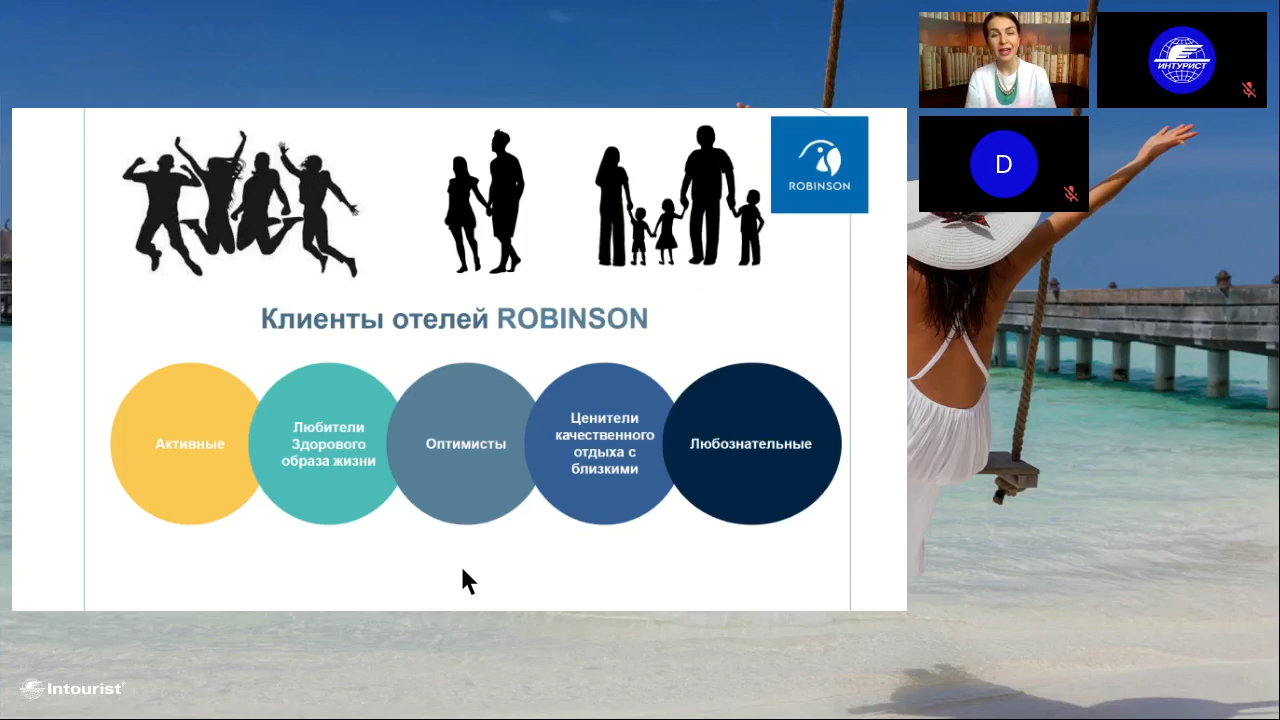 ИНТУРИСТ
D
ROBINSON
Клиенты отелей ROBINSON
Активные
Любители
Здорового
образа жизни
Оптимисты
Ценители
качественного
отдыха с
близкими
Любознательные
Intourist